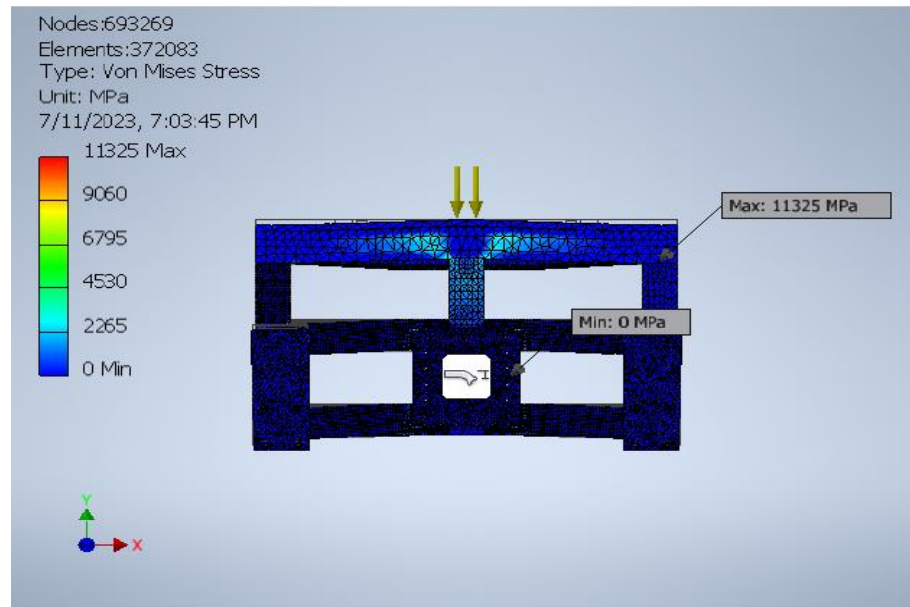 Nodes:693269
Elements:372083
Type: Von Mises Stress
Unit: MPa
7/11/2023, 7:03:45 PM
11325 Max
9060
6795
4530
2265
0 Min
Max: 11325 MPa
Min: 0 MPa
Y
X